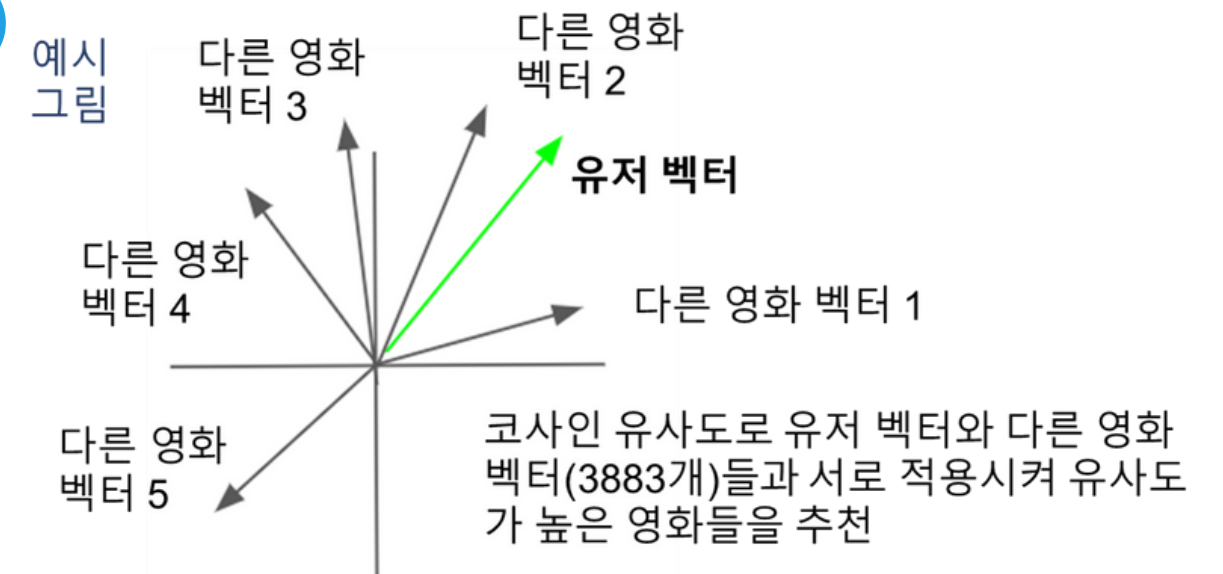 예시
그림
다른 영화
벡터 3
다른 영화
벡터 2
유저 벡터
다른 영화
벡터 4
다른 영화 벡터 1
다른 영화
벡터 5
코사인 유사도로 유저 벡터와 다른 영화
벡터(3883개)들과 서로 적용시켜 유사도
가 높은 영화들을 추천